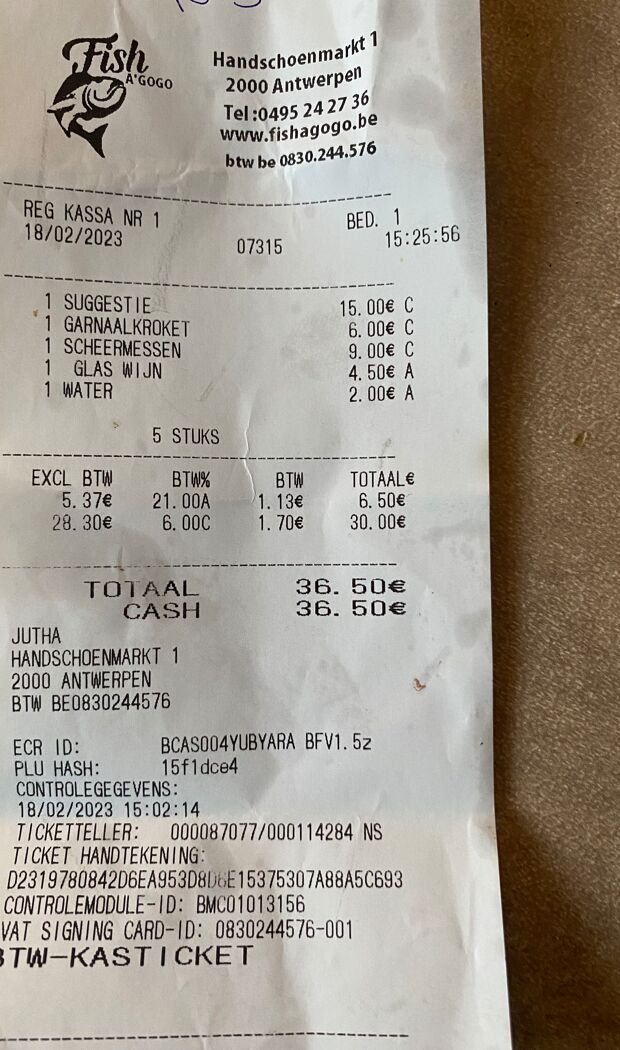 Fish
A'GOGO
Handschoenmarkt 1
2000 Antwerpen
Tel :0495 24 27 36
www.fishagogo.be
btw be 0830.244.576
REG KASSA NR 1 BED. 1
18/02/2023 07315 15:25:56
1 SUGGESTIE 15.00€ C
1 GARNAALKROKET 6.00€ C
1 SCHEERMESSEN 9.00€ C
1 GLAS WIJN 4.50€ A
1 WATER 2.00€ A
5 STUKS
EXCL BTW BTW% BTW TOTAAL€
5.37€ 21.00A 1.13€ 6.50€
28.30€ 6.00C 1.70€ 30.00€
TOTAAL 36.50€
CASH 36.50€
JUTHA
HANDSCHOENMARKT 1
2000 ANTWERPEN
BTW BE0830244576
ECR ID: BCAS004YUBYARA BFV1.5z
PLU HASH: 15f1dce4
CONTROLEGEGEVENS:
18/02/2023 15:02:14
TICKETTELLER: 000087077/000114284 NS
TICKET HANDTEKENING:
D2319780842D6EA953D8D6E15375307A88A5C693
CONTROLEMODULE-ID: BMC01013156
VAT SIGNING CARD-ID: 0830244576-001
BTW-KASTICKET